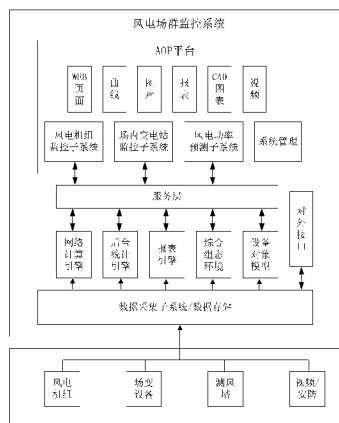 风电场群监控系统
AOP平台
WEB
页面
曲
线
图
片
报
表
CAD
图表
视
频
风电机组
监控子系统
场内变电站
监控子系统
风电功率
预测子系统
系统管理
服务层
网络
计算
引擎
后台
统计
引擎
报表
引擎
综合
组态
环境
设备
对象
模型
对外
接口
数据采集子系统/数据存储
风电
机组
场变
设备
测风
塔
视频/
安防